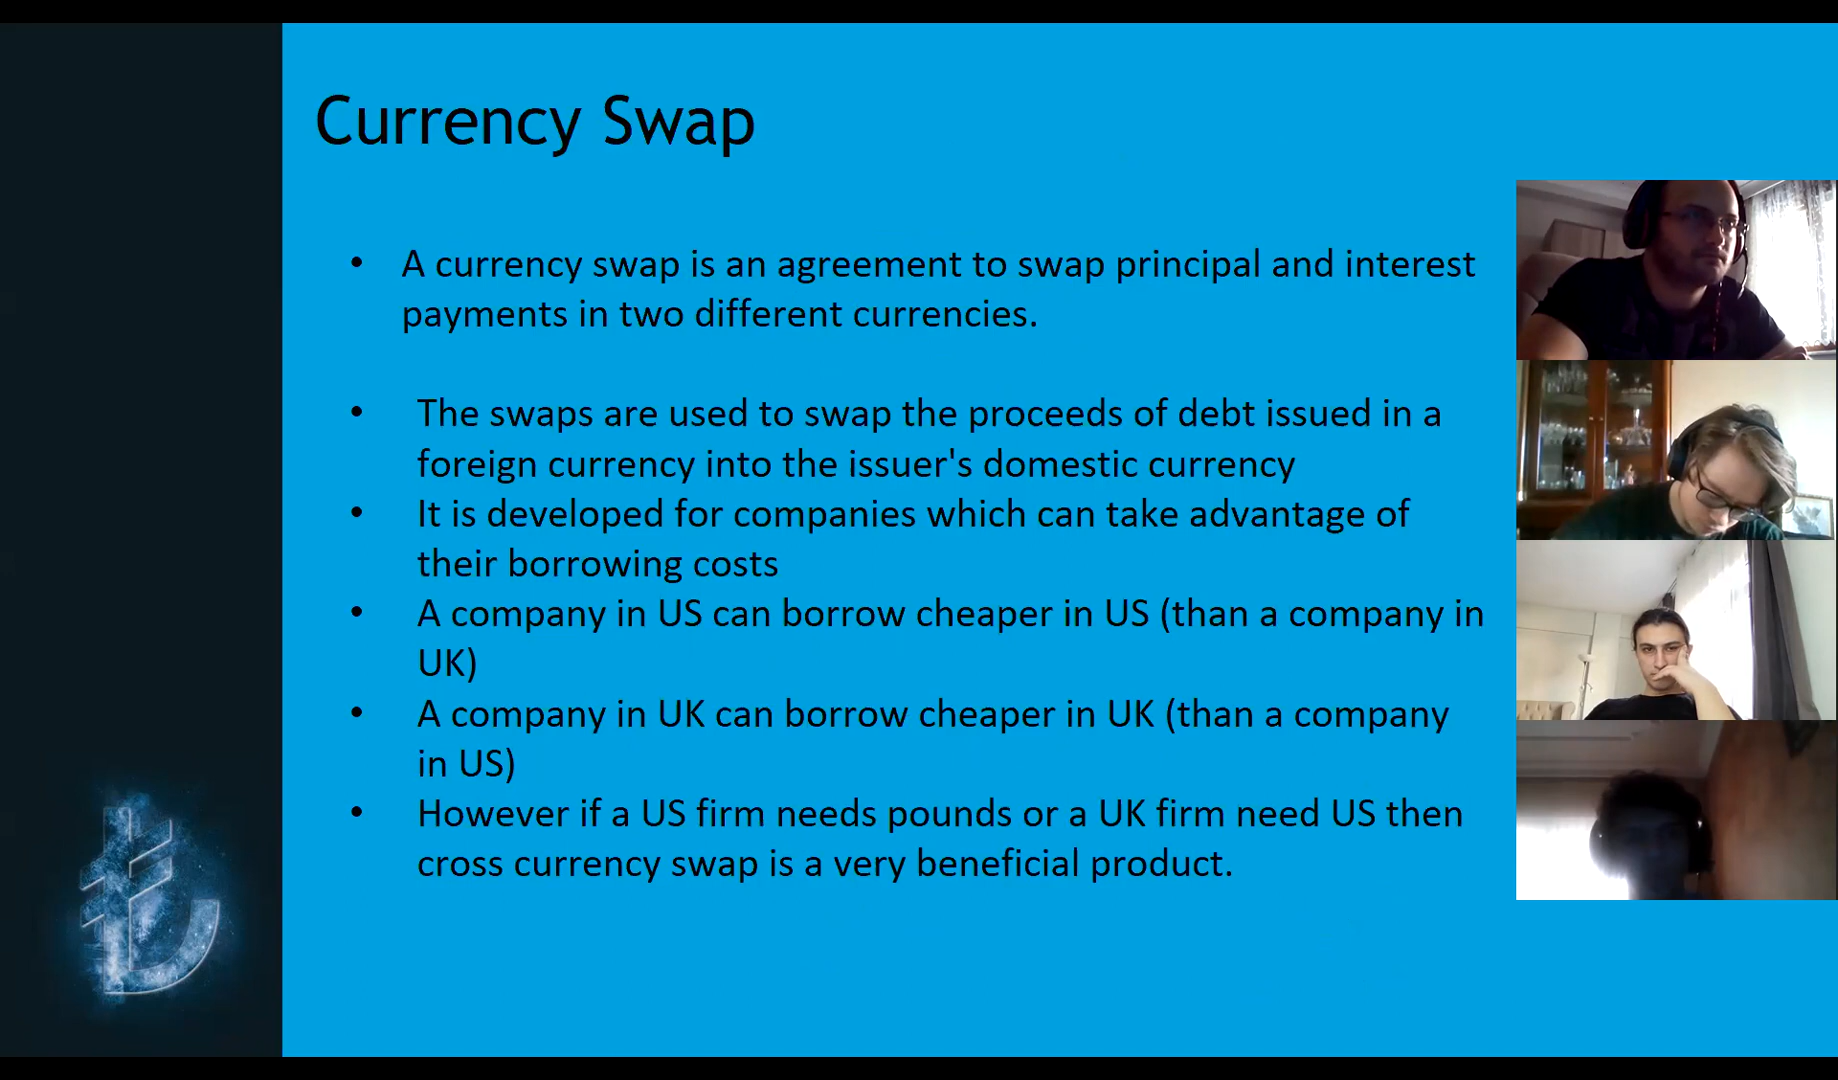 Currency Swap
• A currency swap is an agreement to swap principal and interest
payments in two different currencies.
• The swaps are used to swap the proceeds of debt issued in a
foreign currency into the issuer's domestic currency
• It is developed for companies which can take advantage of
their borrowing costs
• A company in US can borrow cheaper in US (than a company in
UK)
• A company in UK can borrow cheaper in UK (than a company
in US)
• However if a US firm needs pounds or a UK firm need US then
cross currency swap is a very beneficial product.